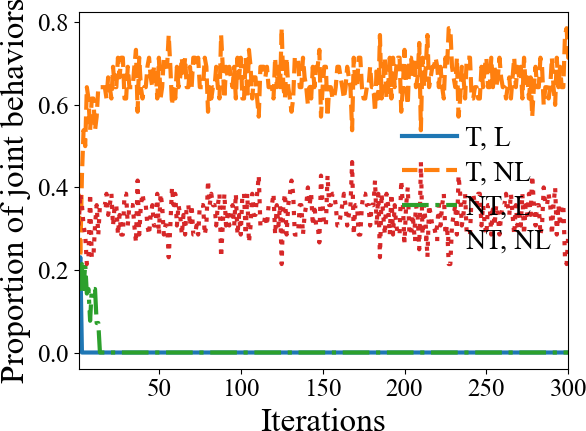 Proportion of joint behaviors
0.8
0.6
0.4
0.2
0.0
T, L
T, NL
NT, L
NT, NL
50
100
150
200
250
300
Iterations